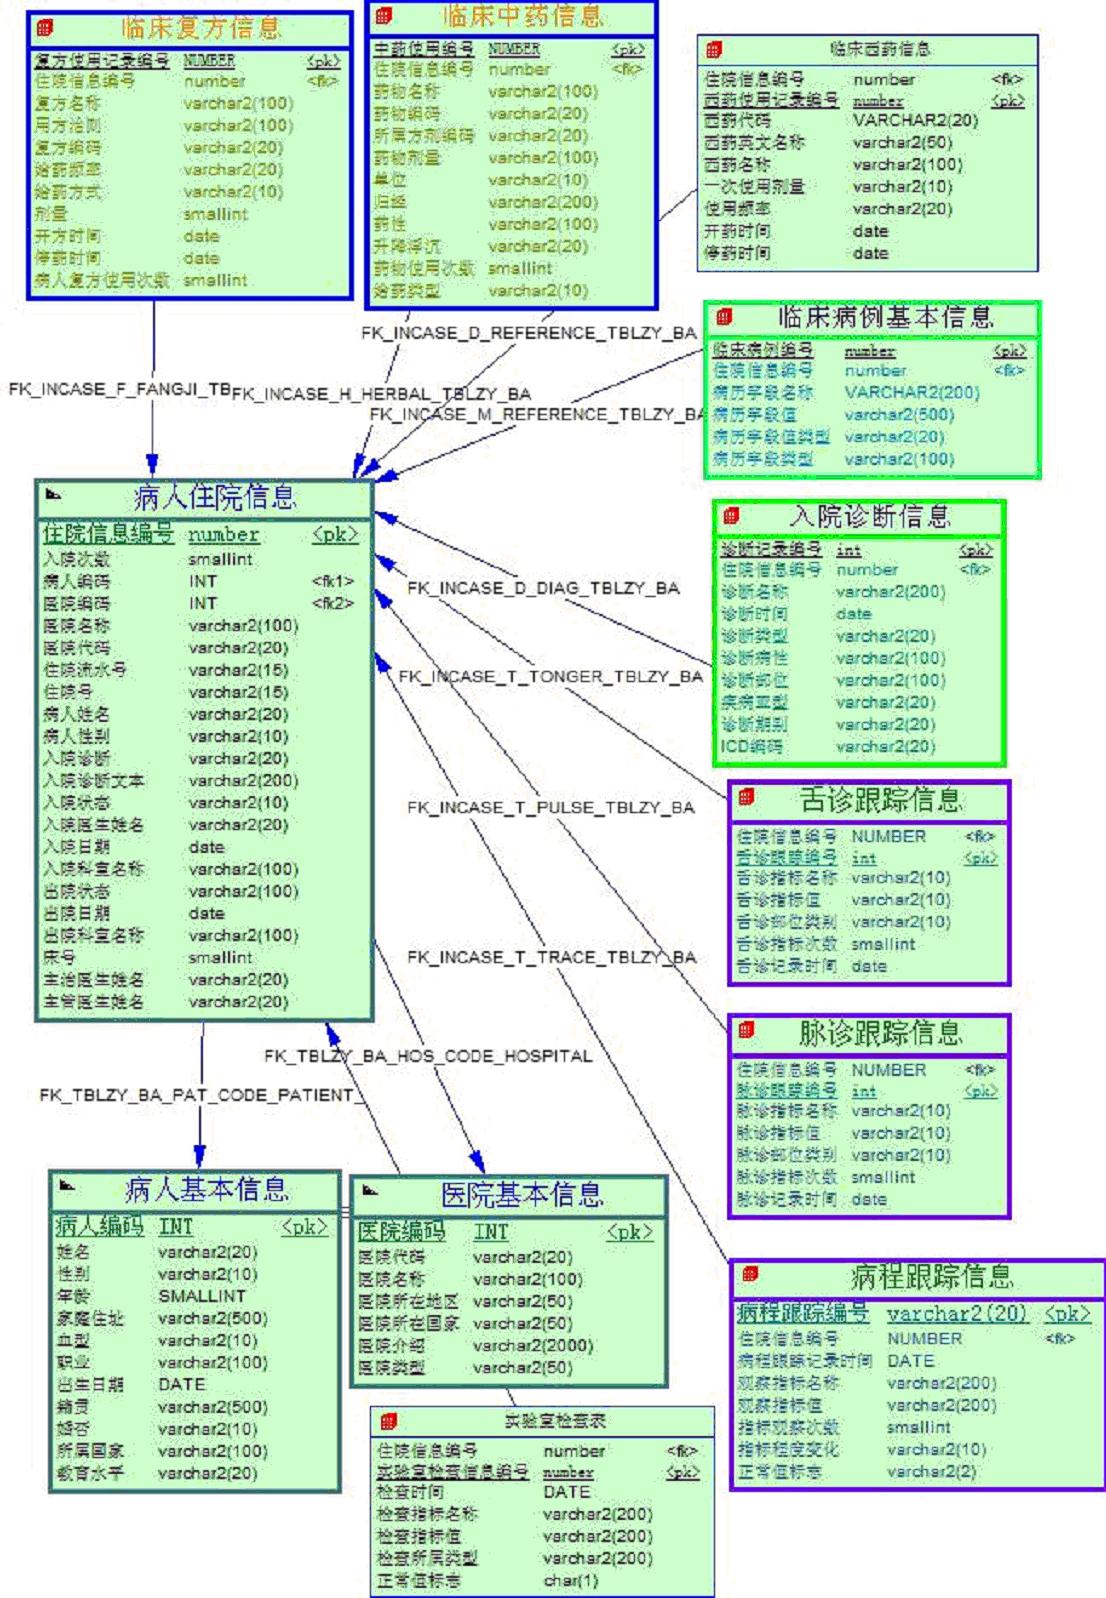 临床复方信息
复方使用记录编号 NUMBER <pk>
住院信息编号 number <fk>
复方名称 varchar2(100)
用方治则 varchar2(100)
复方编码 varchar2(20)
给药频率 varchar2(20)
给药方式 varchar2(10)
剂量 smallint
开方时间 date
停药时间 date
病人复方使用次数 smallint
临床中药信息
中药使用编号 NUMBER <pk>
住院信息编号 number <fk>
药物名称 varchar2(100)
药物编码 varchar2(20)
所属方剂编码 varchar2(20)
药物剂量 varchar2(100)
单位 varchar2(10)
归经 varchar2(200)
药性 varchar2(100)
升降浮沉 varchar2(20)
药物使用次数 smallint
给药类型 varchar2(10)
临床西药信息
住院信息编号 number <fk>
西药使用记录编号 number <pk>
西药代码 VARCHAR2(20)
西药英文名称 varchar2(50)
西药名称 varchar2(100)
一次使用剂量 varchar2(10)
使用频率 varchar2(20)
开药时间 date
停药时间 date
FK_INCASE_D_REFERENCE_TBLZY_BA
FK_INCASE_F_FANGJI_TB
FK_INCASE_H_HERBAL_TBLZY_BA
FK_INCASE_M_REFERENCE_TBLZY_BA
临床病例基本信息
临床病例编号 number <pk>
住院信息编号 number <fk>
病历字段名称 VARCHAR2(200)
病历字段值 varchar2(500)
病历字段值类型 varchar2(20)
病历字段类型 varchar2(100)
病人住院信息
住院信息编号 number <pk>
入院次数 smallint
病人编码 INT <fk1>
医院编码 INT <fk2>
医院名称 varchar2(100)
医院代码 varchar2(20)
住院流水号 varchar2(15)
住院号 varchar2(15)
病人姓名 varchar2(20)
病人性别 varchar2(10)
入院诊断 varchar2(20)
入院诊断文本 varchar2(200)
入院状态 varchar2(10)
入院医生姓名 varchar2(20)
入院日期 date
入院科室名称 varchar2(100)
出院状态 varchar2(100)
出院日期 date
出院科室名称 varchar2(100)
床号 smallint
主治医生姓名 varchar2(20)
主管医生姓名 varchar2(20)
入院诊断信息
诊断记录编号 int <pk>
住院信息编号 number <fk>
诊断名称 varchar2(200)
诊断时间 date
诊断类型 varchar2(20)
诊断病性 varchar2(100)
诊断部位 varchar2(100)
疾病亚型 varchar2(20)
诊断期别 varchar2(20)
ICD编码 varchar2(20)
FK_INCASE_D_DIAG_TBLZY_BA
FK_INCASE_T_TONGER_TBLZY_BA
FK_INCASE_T_PULSE_TBLZY_BA
FK_INCASE_T_TRACE_TBLZY_BA
舌诊跟踪信息
住院信息编号 NUMBER <fk>
舌诊跟踪编号 int <pk>
舌诊指标名称 varchar2(10)
舌诊指标值 varchar2(10)
舌诊部位类别 varchar2(10)
舌诊指标次数 smallint
舌诊记录时间 date
脉诊跟踪信息
住院信息编号 NUMBER <fk>
脉诊跟踪编号 int <pk>
脉诊指标名称 varchar2(10)
脉诊指标值 varchar2(10)
脉诊部位类别 varchar2(10)
脉诊指标次数 smallint
脉诊记录时间 date
FK_TBLZY_BA_HOS_CODE_HOSPITAL
FK_TBLZY_BA_PAT_CODE_PATIENT_
病人基本信息
病人编码 INT <pk>
姓名 varchar2(20)
性别 varchar2(10)
年龄 SMALLINT
家庭住址 varchar2(500)
血型 varchar2(10)
职业 varchar2(100)
出生日期 DATE
籍贯 varchar2(500)
婚否 varchar2(10)
所属国家 varchar2(100)
教育水平 varchar2(20)
医院基本信息
医院编码 INT <pk>
医院代码 varchar2(20)
医院名称 varchar2(100)
医院所在地区 varchar2(50)
医院所在国家 varchar2(50)
医院介绍 varchar2(2000)
医院类型 varchar2(50)
病程跟踪信息
病程跟踪编号 varchar2(20) <pk>
住院信息编号 NUMBER <fk>
病程跟踪记录时间 DATE
观察指标名称 varchar2(200)
观察指标值 varchar2(200)
指标观察次数 smallint
指标程度变化 varchar2(10)
正常值标志 varchar2(2)
实验室检查表
住院信息编号 number <fk>
实验室检查信息编号 number <pk>
检查时间 DATE
检查指标名称 varchar2(200)
检查指标值 varchar2(200)
检查所属类型 varchar2(200)
正常值标志 char(1)